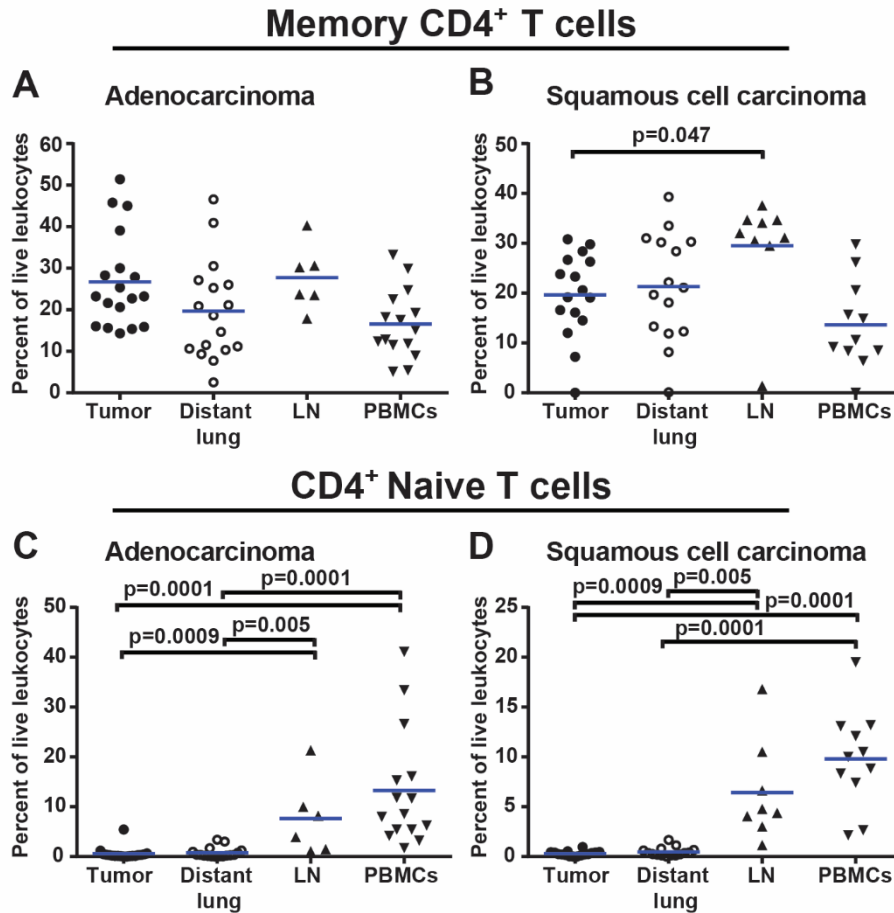 Memory CD4⁺ T cells
A Adenocarcinoma
Percent of live leukocytes
60
50
40
30
20
10
0
Tumor Distant lung LN PBMCs
B Squamous cell carcinoma
p=0.047
Percent of live leukocytes
50
40
30
20
10
0
Tumor Distant lung LN PBMCs
CD4⁺ Naive T cells
C Adenocarcinoma
p=0.0001 p=0.0001
p=0.0009 p=0.005
Percent of live leukocytes
50
40
30
20
10
0
Tumor Distant lung LN PBMCs
D Squamous cell carcinoma
p=0.005
p=0.0009 p=0.0001
p=0.0001
Percent of live leukocytes
25
20
15
10
5
0
Tumor Distant lung LN PBMCs